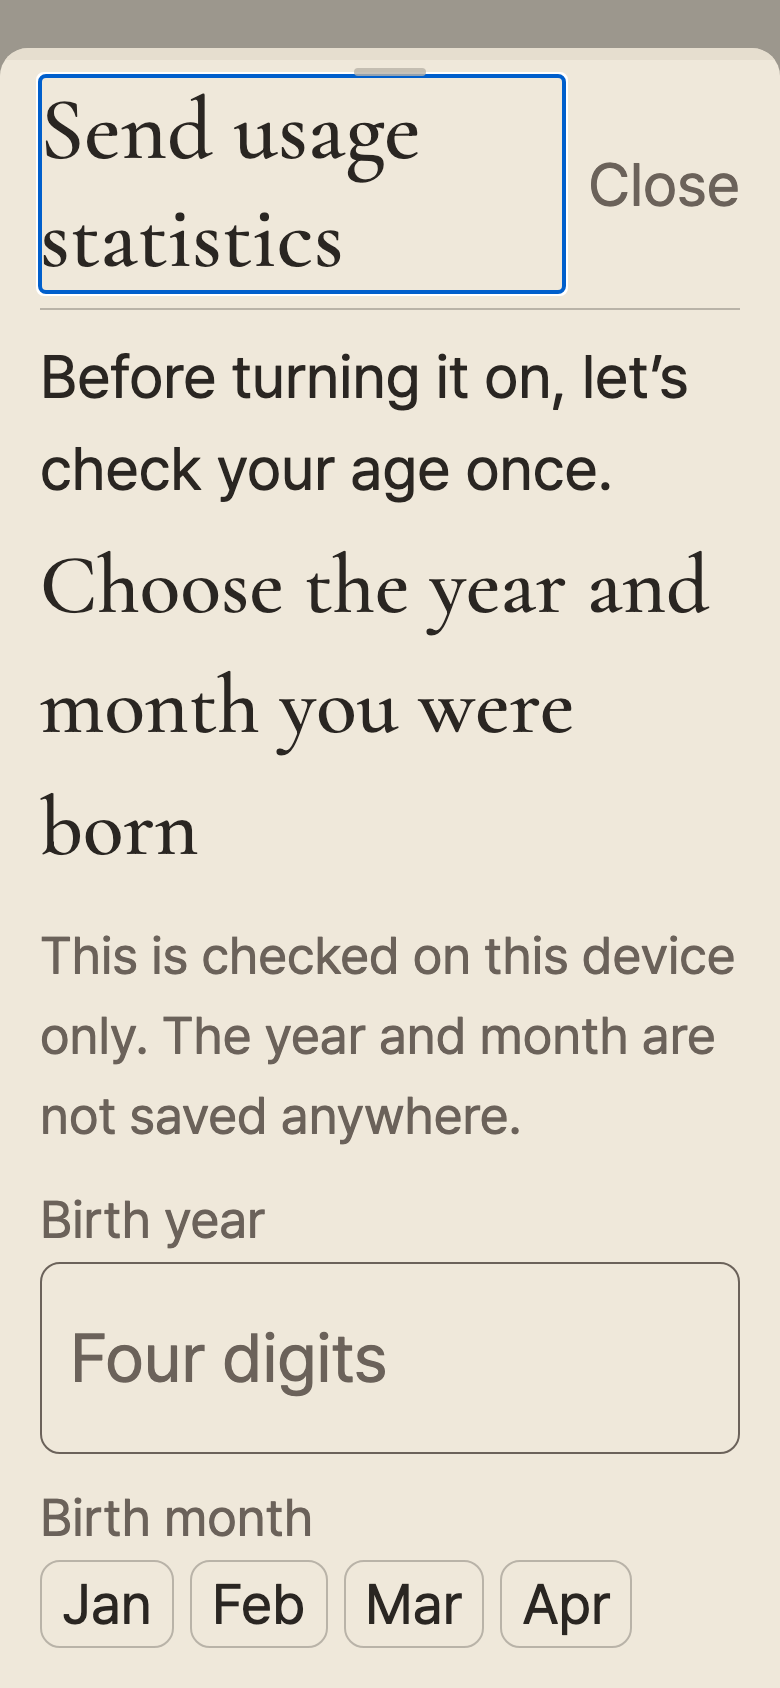 Send usage
statistics
Close
Before turning it on, let’s
check your age once.
Choose the year and
month you were
born
This is checked on this device
only. The year and month are
not saved anywhere.
Birth year
Four digits
Birth month
Jan Feb Mar Apr